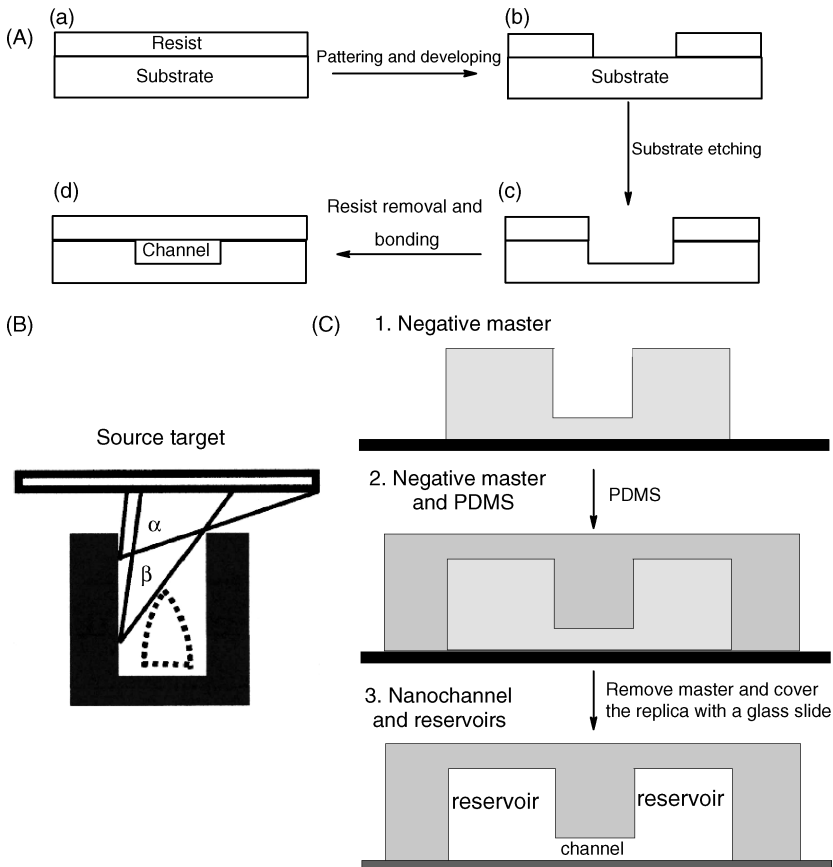 (A)
(a)
Resist
Substrate
Pattering and developing
(b)
Substrate
Substrate etching
(c)
Resist removal and
bonding
(d)
Channel
(B)
Source target
α
β
(C)
1. Negative master
2. Negative master
and PDMS
PDMS
3. Nanochannel
and reservoirs
Remove master and cover
the replica with a glass slide
reservoir
reservoir
channel